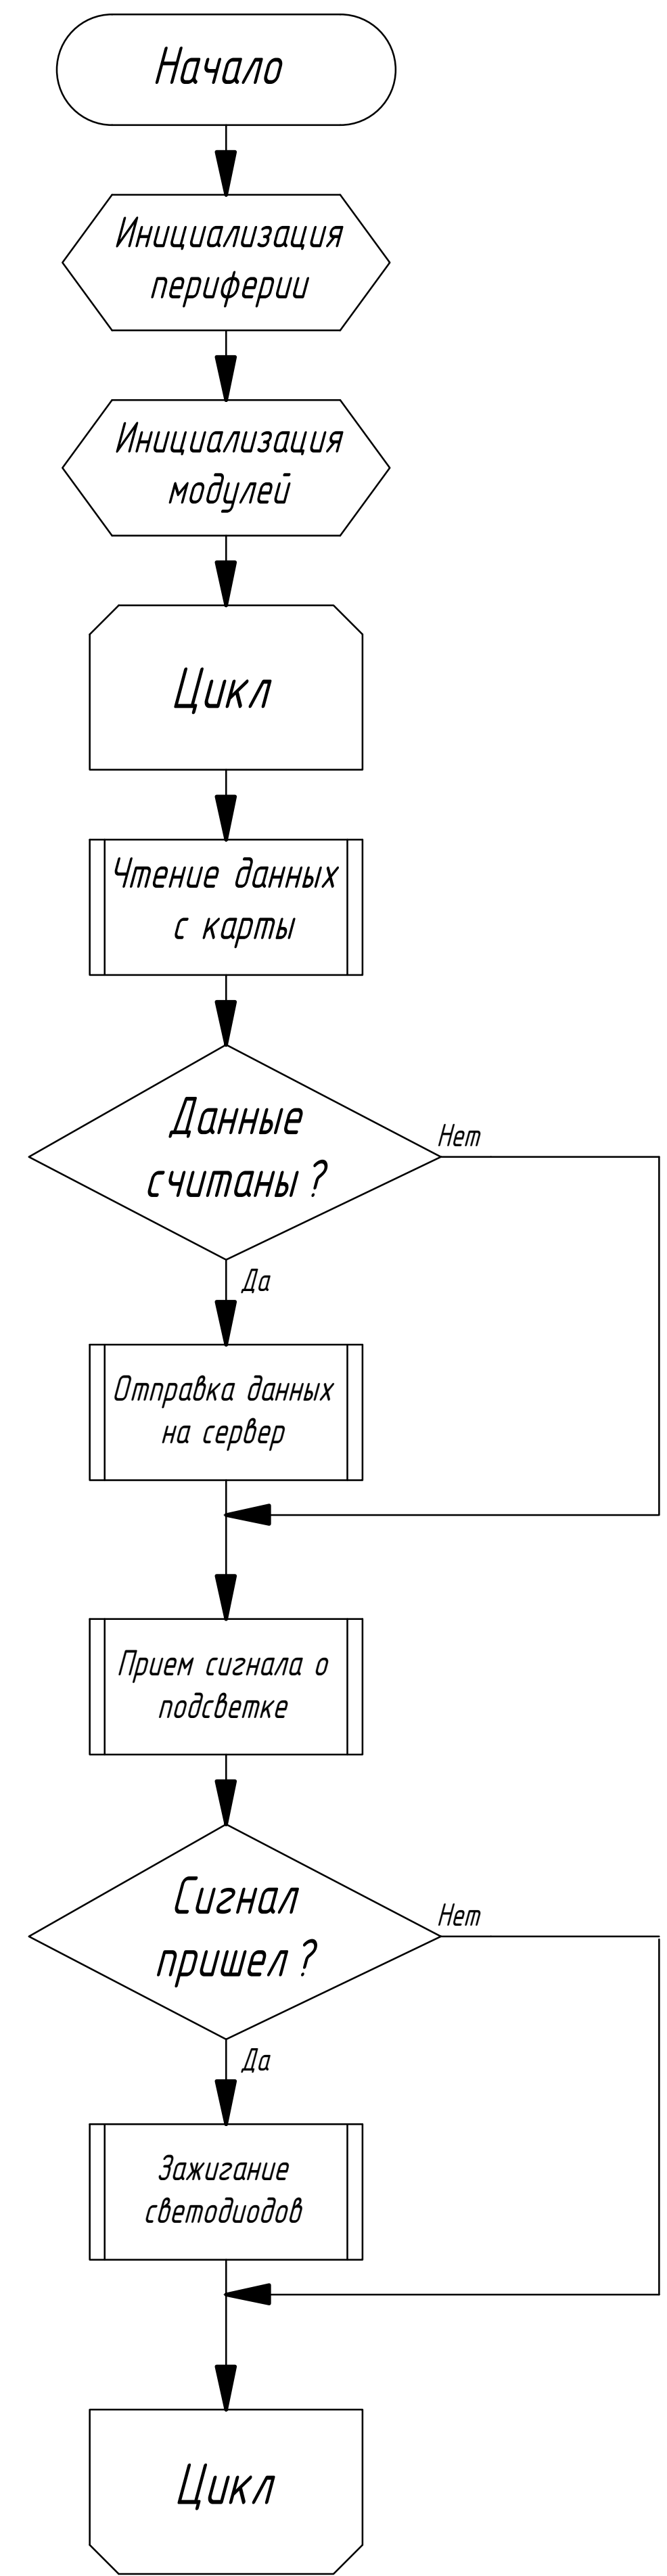 Начало
Инициализация
периферии
Инициализация
модулей
Цикл
Чтение данных
с карты
Данные
считаны ?
Нет
Да
Отправка данных
на сервер
Прием сигнала о
подсветке
Сигнал
пришел ?
Нет
Да
Зажигание
светодиодов
Цикл